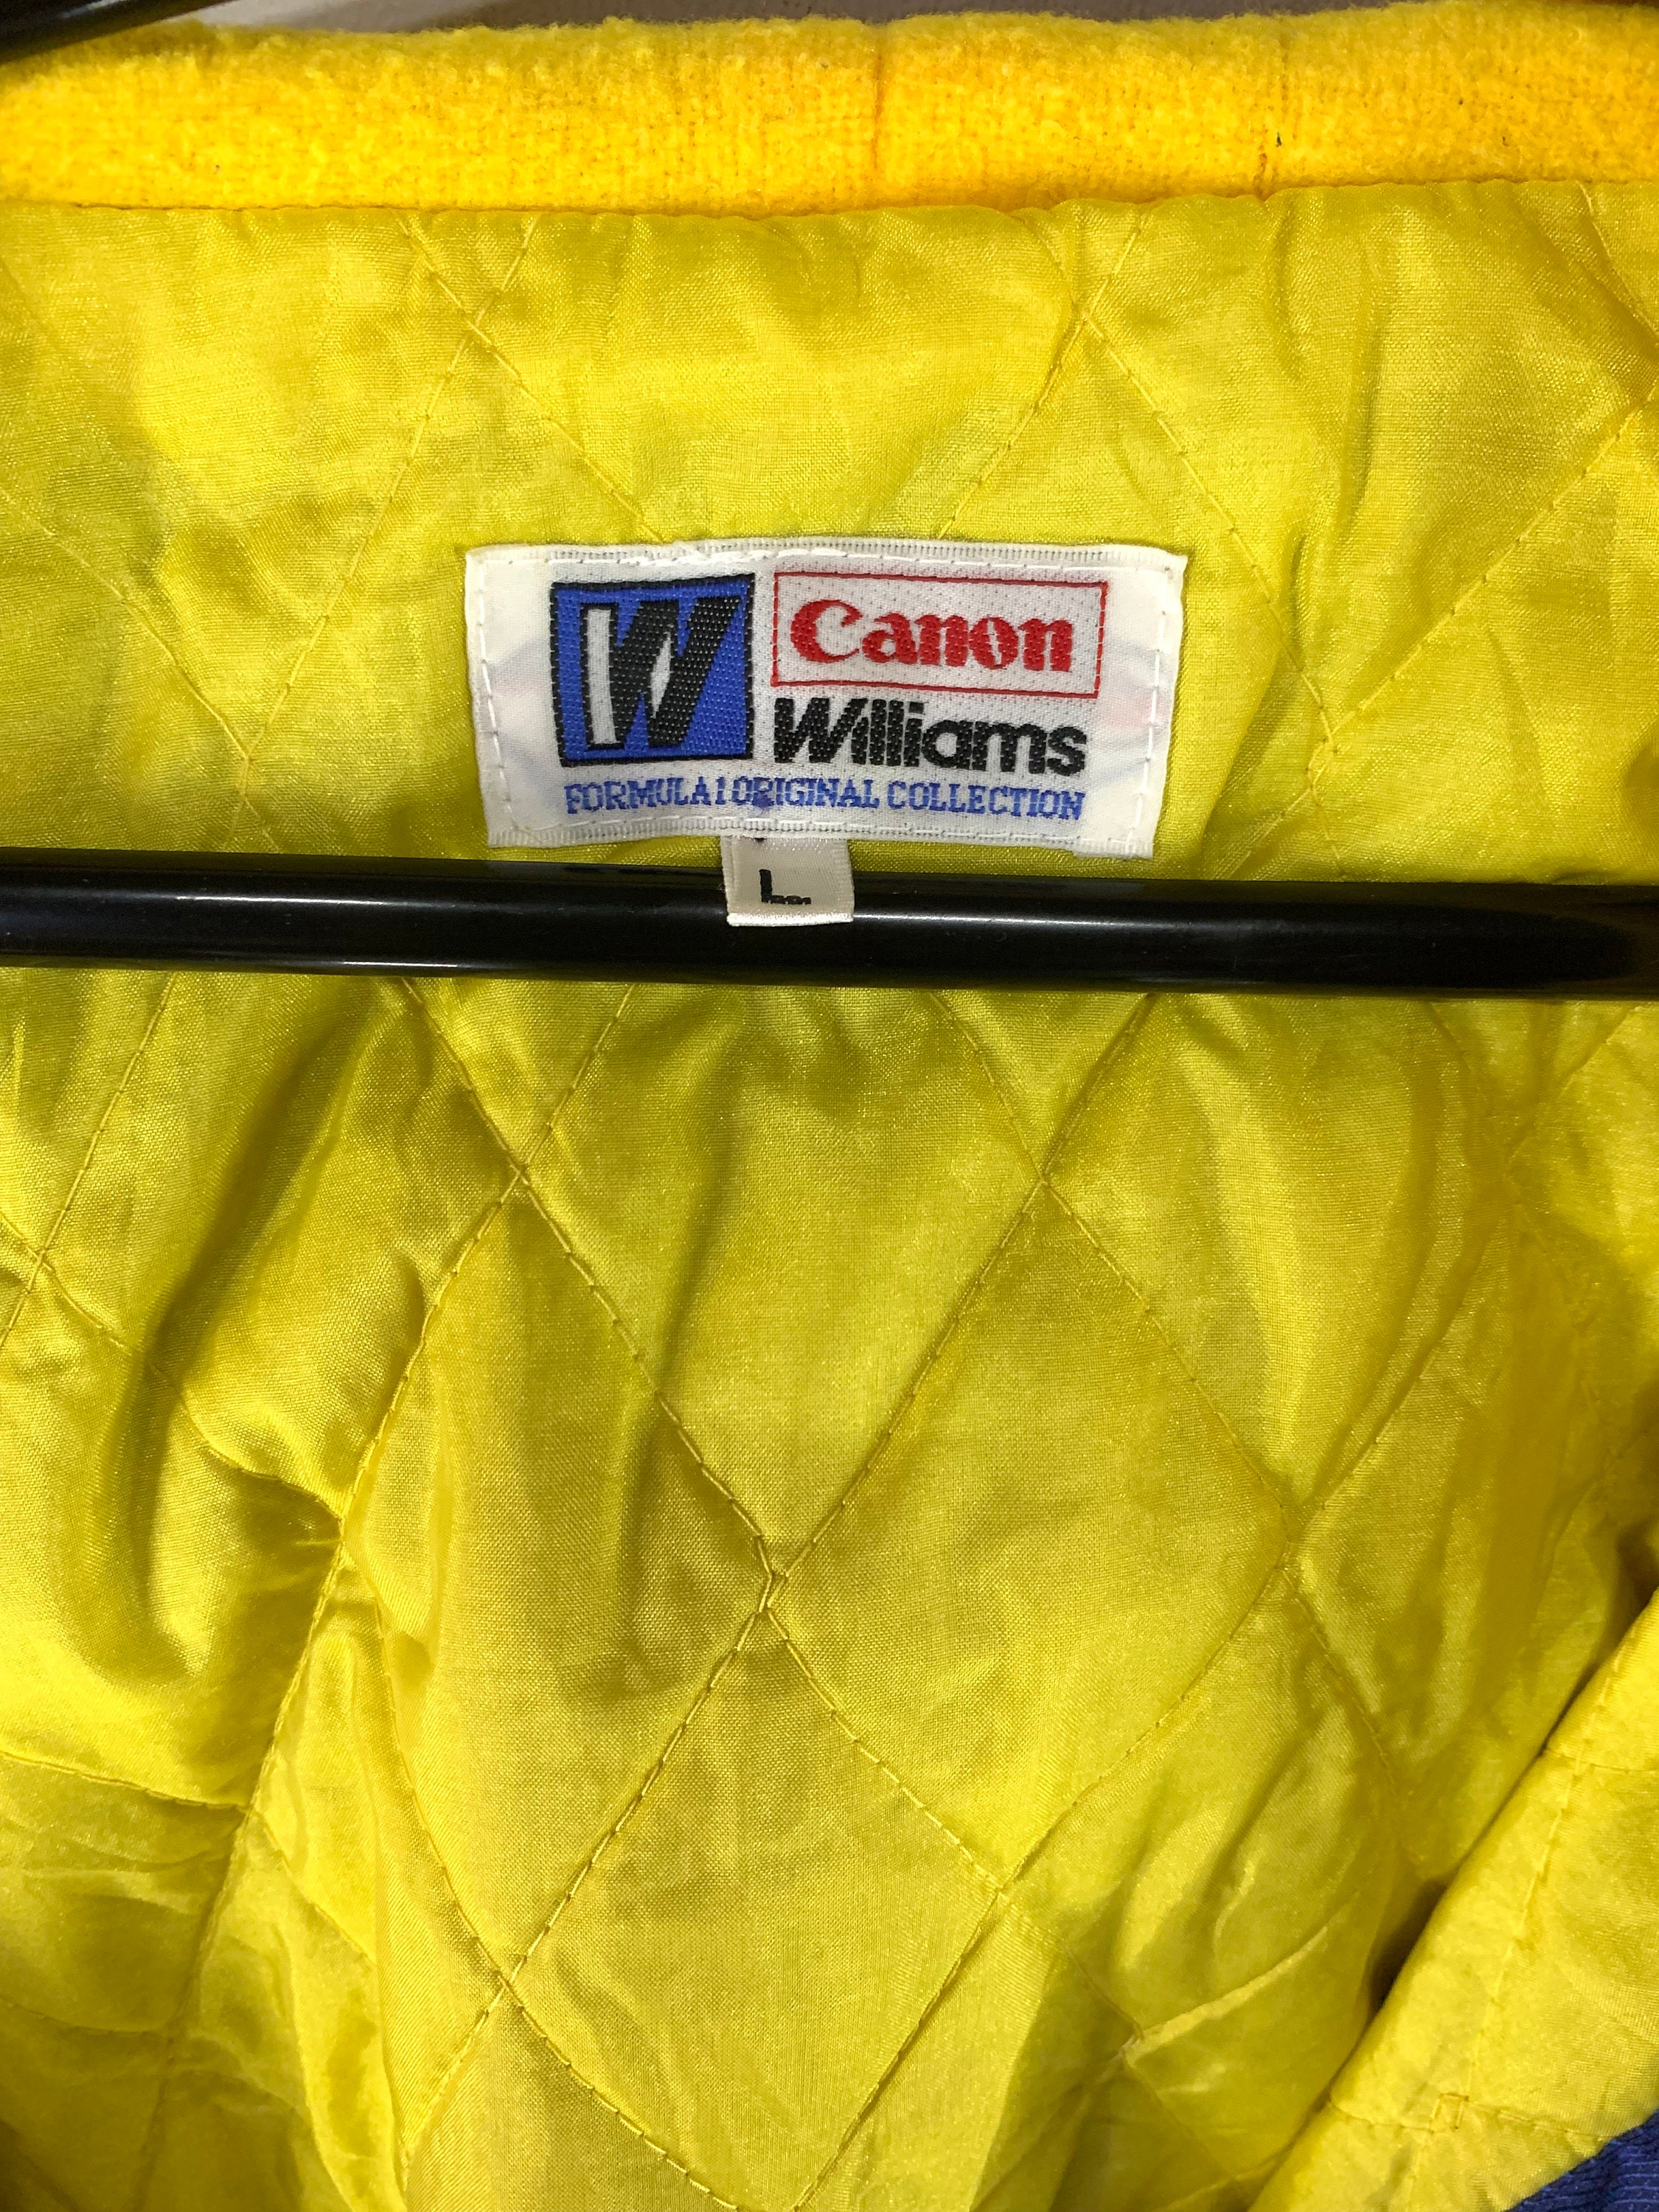 W
Canon
Williams
FORMULA1 ORIGINAL COLLECTION
L